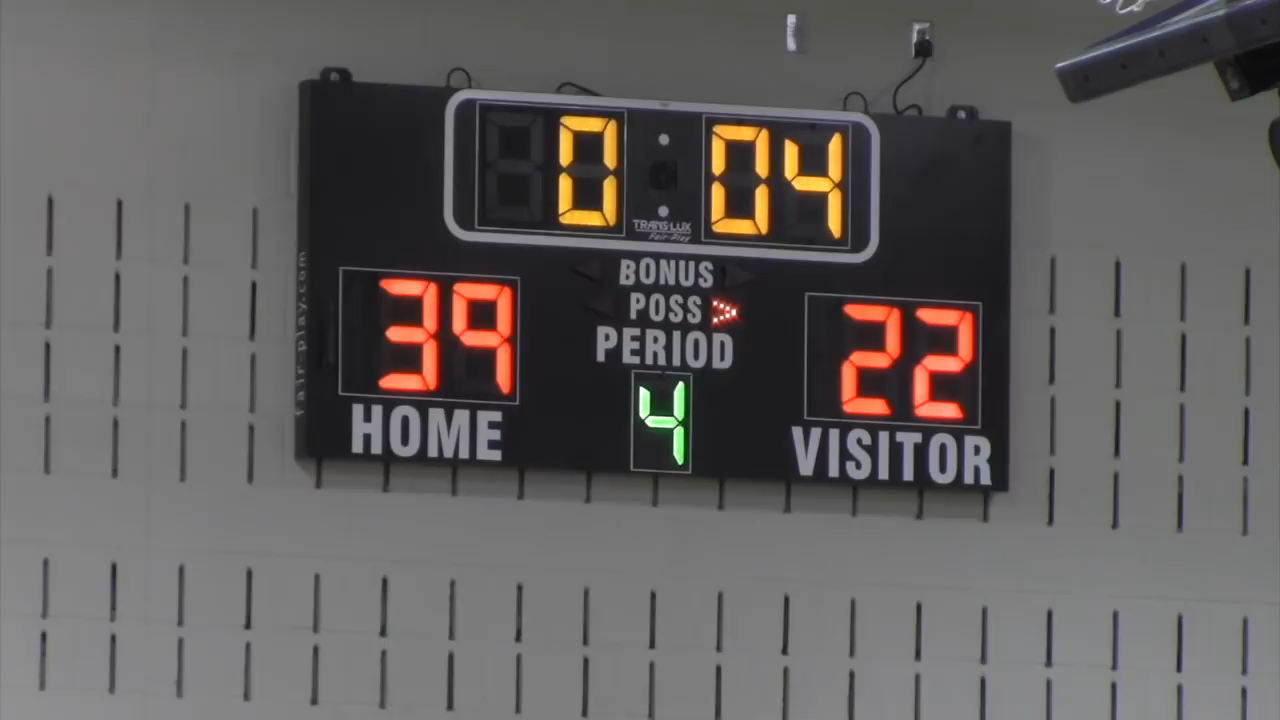 0 04
TRANS-LUX
Fair-Play
BONUS
POSS
PERIOD
39
22
4
HOME
VISITOR
fair-play.com